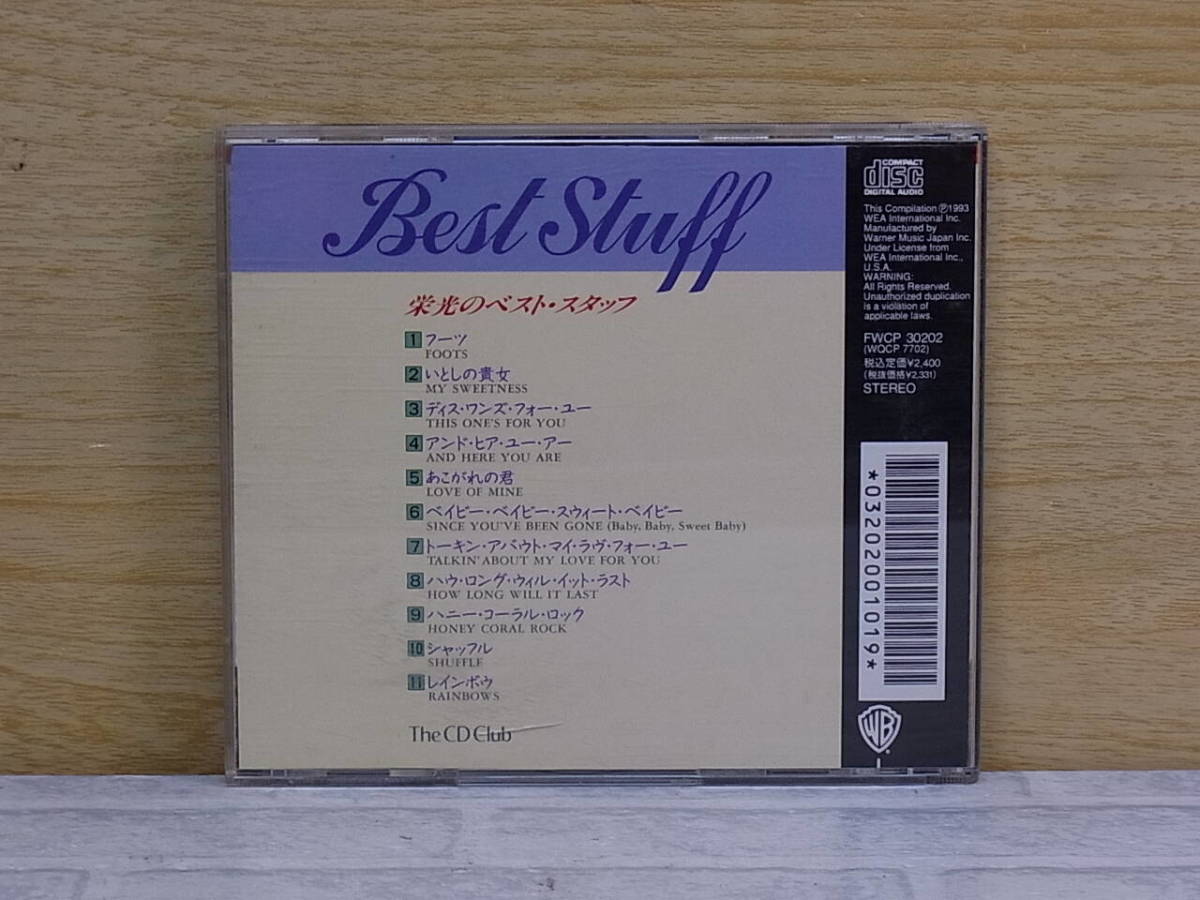 Best Stuff
栄光のベスト・スタッフ
1 フーツ
FOOTS
2 いとしの貴女
MY SWEETNESS
3 ディス・ワンズ・フォー・ユー
THIS ONE'S FOR YOU
4 アンド・ヒア・ユー・アー
AND HERE YOU ARE
5 あこがれの君
LOVE OF MINE
6 ベイビー・ベイビー・スウィート・ベイビー
SINCE YOU'VE BEEN GONE (Baby, Baby, Sweet Baby)
7 トーキン・アバウト・マイ・ラヴ・フォー・ユー
TALKIN' ABOUT MY LOVE FOR YOU
8 ハウ・ロング・ウィル・イット・ラスト
HOW LONG WILL IT LAST
9 ハニー・コーラル・ロック
HONEY CORAL ROCK
10 シャッフル
SHUFFLE
11 レインボウ
RAINBOWS
The CD Club
COMPACT
disc
DIGITAL AUDIO
This Compilation Ⓟ1993
WEA International Inc.
Manufactured by
Warner Music Japan Inc.
Under License from
WEA International Inc.,
U.S.A.
WARNING:
All Rights Reserved.
Unauthorized duplication
is a violation of
applicable laws.
FWCP 30202
(WQCP 7702)
税込定価¥2,400
(税抜価格¥2,331)
STEREO
*032020001019*
WB